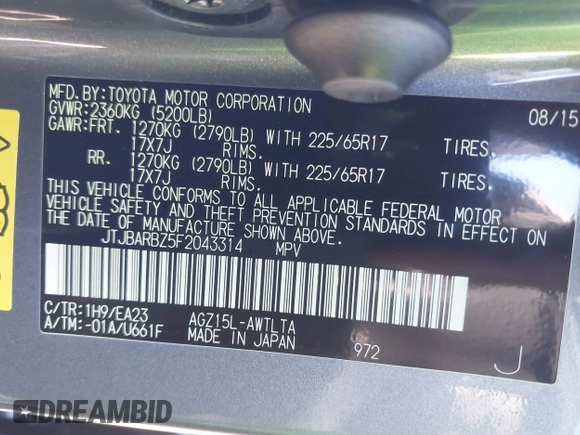 MFD.BY:TOYOTA MOTOR CORPORATION 08/15
GVWR:2360KG (5200LB)
GAWR:FRT. 1270KG (2790LB) WITH 225/65R17 TIRES.
17X7J RIMS.
RR. 1270KG (2790LB) WITH 225/65R17 TIRES.
17X7J RIMS.
THIS VEHICLE CONFORMS TO ALL APPLICABLE FEDERAL MOTOR
VEHICLE SAFETY AND THEFT PREVENTION STANDARDS IN EFFECT ON
THE DATE OF MANUFACTURE SHOWN ABOVE.
JTJBARBZ5F2043314 MPV
C/TR:1H9/EA23 AGZ15L-AWTLTA
A/TM:-01A/U661F MADE IN JAPAN 972 J
DREAMBID